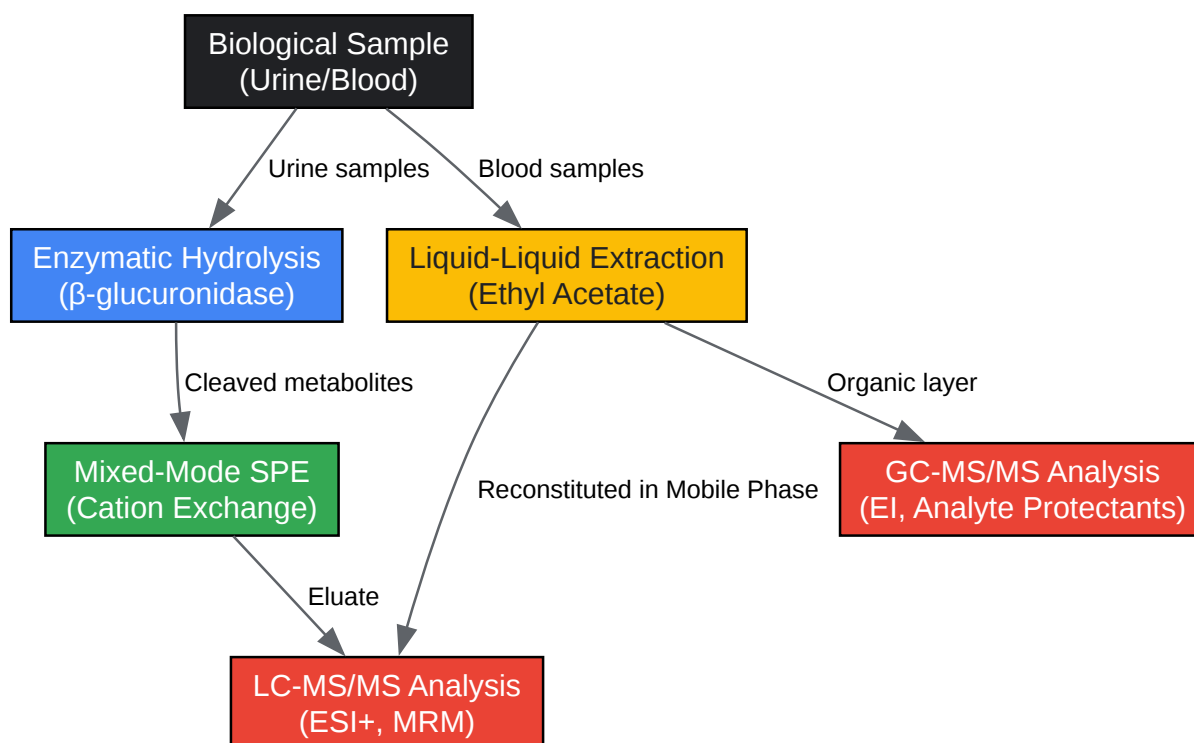 Biological Sample
(Urine/Blood)
Urine samples
Blood samples
Enzymatic Hydrolysis
(β-glucuronidase)
Liquid-Liquid Extraction
(Ethyl Acetate)
Cleaved metabolites
Organic layer
Mixed-Mode SPE
(Cation Exchange)
Reconstituted in Mobile Phase
GC-MS/MS Analysis
(EI, Analyte Protectants)
Eluate
LC-MS/MS Analysis
(ESI+, MRM)